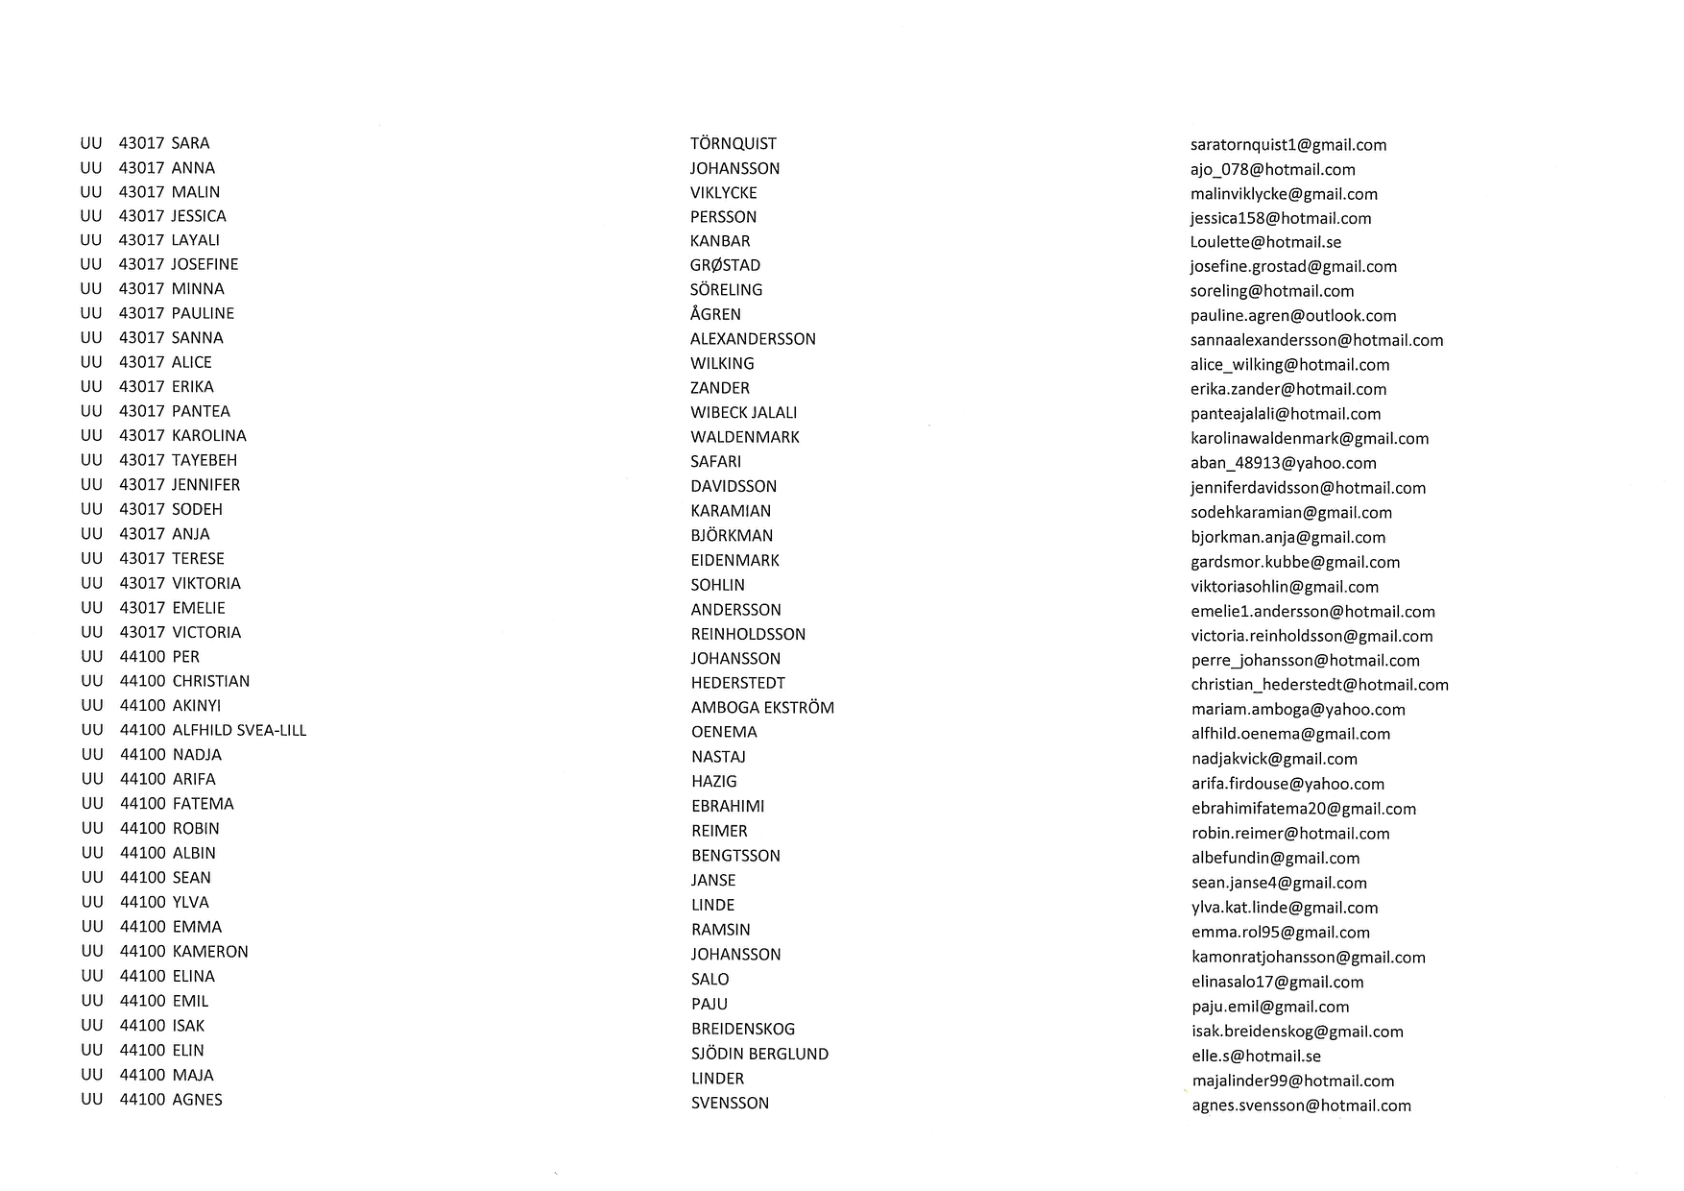 UU 43017 SARA TÖRNQUIST saratornquist1@gmail.com
UU 43017 ANNA JOHANSSON ajo_078@hotmail.com
UU 43017 MALIN VIKLYCKE malinviklycke@gmail.com
UU 43017 JESSICA PERSSON jessica158@hotmail.com
UU 43017 LAYALI KANBAR Loulette@hotmail.se
UU 43017 JOSEFINE GRØSTAD josefine.grostad@gmail.com
UU 43017 MINNA SÖRELING soreling@hotmail.com
UU 43017 PAULINE ÅGREN pauline.agren@outlook.com
UU 43017 SANNA ALEXANDERSSON sannaalexandersson@hotmail.com
UU 43017 ALICE WILKING alice_wilking@hotmail.com
UU 43017 ERIKA ZANDER erika.zander@hotmail.com
UU 43017 PANTEA WIBECK JALALI panteajalali@hotmail.com
UU 43017 KAROLINA WALDENMARK karolinawaldenmark@gmail.com
UU 43017 TAYEBEH SAFARI aban_48913@yahoo.com
UU 43017 JENNIFER DAVIDSSON jenniferdavidsson@hotmail.com
UU 43017 SODEH KARAMIAN sodehkaramian@gmail.com
UU 43017 ANJA BJÖRKMAN bjorkman.anja@gmail.com
UU 43017 TERESE EIDENMARK gardsmor.kubbe@gmail.com
UU 43017 VIKTORIA SOHLIN viktoriasohlin@gmail.com
UU 43017 EMELIE ANDERSSON emelie1.andersson@hotmail.com
UU 43017 VICTORIA REINHOLDSSON victoria.reinholdsson@gmail.com
UU 44100 PER JOHANSSON perre_johansson@hotmail.com
UU 44100 CHRISTIAN HEDERSTEDT christian_hederstedt@hotmail.com
UU 44100 AKINYI AMBOGA EKSTRÖM mariam.amboga@yahoo.com
UU 44100 ALFHILD SVEA-LILL OENEMA alfhild.oenema@gmail.com
UU 44100 NADJA NASTAJ nadjakvick@gmail.com
UU 44100 ARIFA HAZIG arifa.firdouse@yahoo.com
UU 44100 FATEMA EBRAHIMI ebrahimifatema20@gmail.com
UU 44100 ROBIN REIMER robin.reimer@hotmail.com
UU 44100 ALBIN BENGTSSON albefundin@gmail.com
UU 44100 SEAN JANSE sean.janse4@gmail.com
UU 44100 YLVA LINDE ylva.kat.linde@gmail.com
UU 44100 EMMA RAMSIN emma.rol95@gmail.com
UU 44100 KAMERON JOHANSSON kamonratjohansson@gmail.com
UU 44100 ELINA SALO elinasalo17@gmail.com
UU 44100 EMIL PAJU paju.emil@gmail.com
UU 44100 ISAK BREIDENSKOG isak.breidenskog@gmail.com
UU 44100 ELIN SJÖDIN BERGLUND elle.s@hotmail.se
UU 44100 MAJA LINDER majalinder99@hotmail.com
UU 44100 AGNES SVENSSON agnes.svensson@hotmail.com